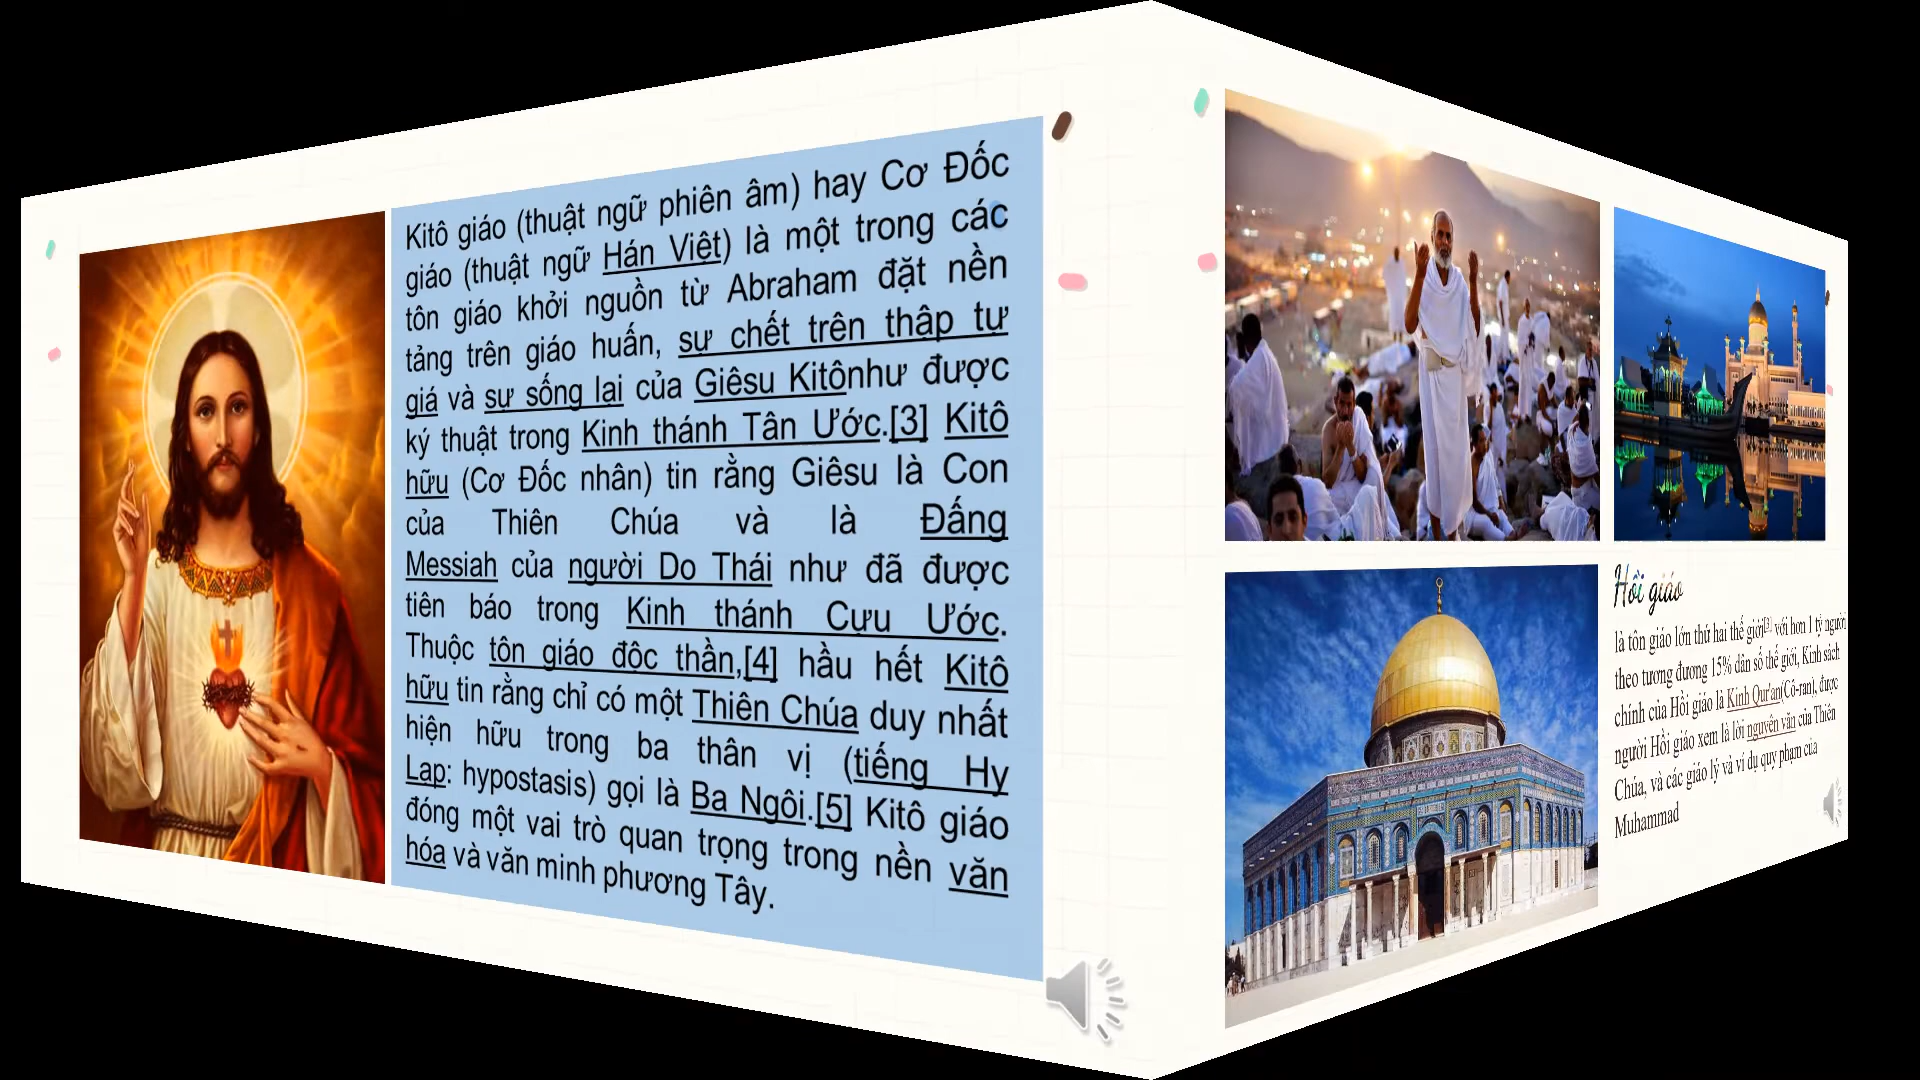 Kitô giáo (thuật ngữ phiên âm) hay Cơ Đốc
giáo (thuật ngữ Hán Việt) là một trong các
tôn giáo khởi nguồn từ Abraham đặt nền
tảng trên giáo huấn, sự chết trên thập tự
giá và sự sống lại của Giêsu Kitônhư được
ký thuật trong Kinh thánh Tân Ước.[3] Kitô
hữu (Cơ Đốc nhân) tin rằng Giêsu là Con
của Thiên Chúa và là Đấng
Messiah của người Do Thái như đã được
tiên báo trong Kinh thánh Cựu Ước.
Thuộc tôn giáo độc thần,[4] hầu hết Kitô
hữu tin rằng chỉ có một Thiên Chúa duy nhất
hiện hữu trong ba thân vị (tiếng Hy
Lạp: hypostasis) gọi là Ba Ngôi.[5] Kitô giáo
đóng một vai trò quan trọng trong nền văn
hóa và văn minh phương Tây.
Hồi giáo
là tôn giáo lớn thứ hai thế giới[3] với hơn 1 tỷ người
theo tương đương 15% dân số thế giới, Kinh sách
chính của Hồi giáo là Kinh Qur'an(Cô-ran), được
người Hồi giáo xem là lời nguyên văn của Thiên
Chúa, và các giáo lý và ví dụ quy phạm của
Muhammad